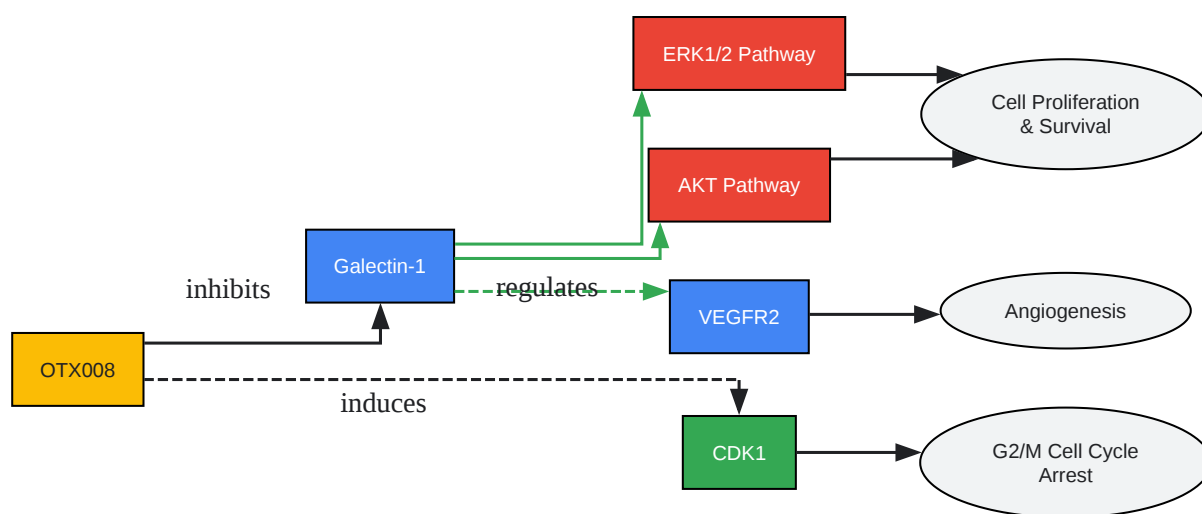 ERK1/2 Pathway
Cell Proliferation
& Survival
AKT Pathway
Galectin-1
inhibits
regulates
VEGFR2
Angiogenesis
OTX008
induces
CDK1
G2/M Cell Cycle
Arrest